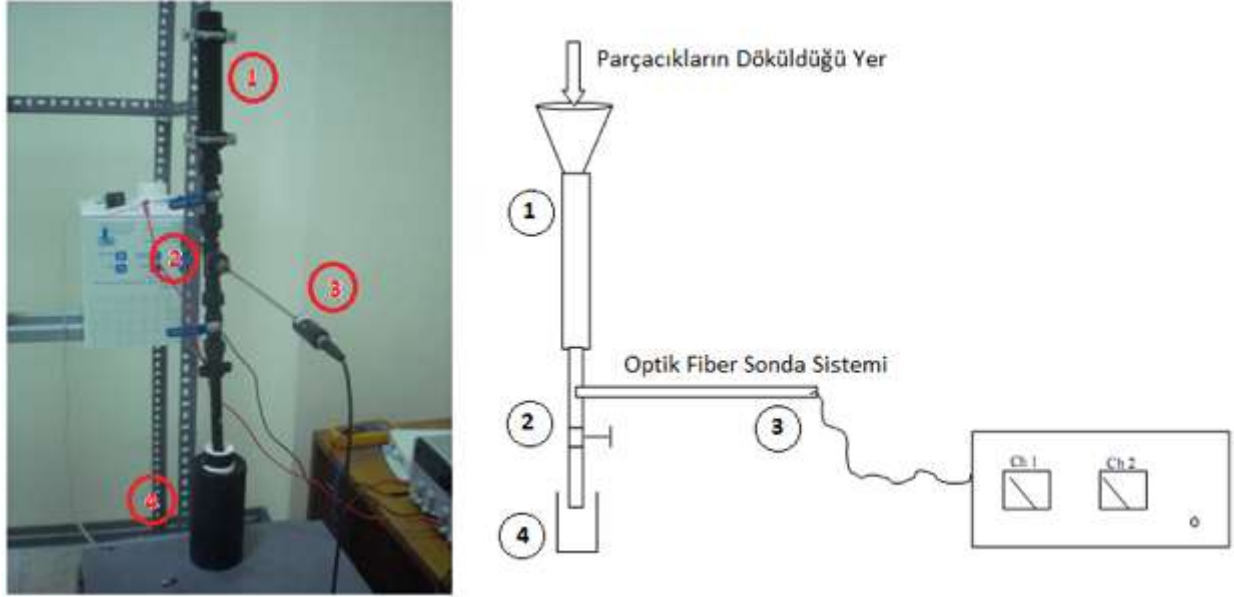 1
2
3
4
Parçacıkların Döküldüğü Yer
1
Optik Fiber Sonda Sistemi
2
3
Ch 1
Ch 2
4